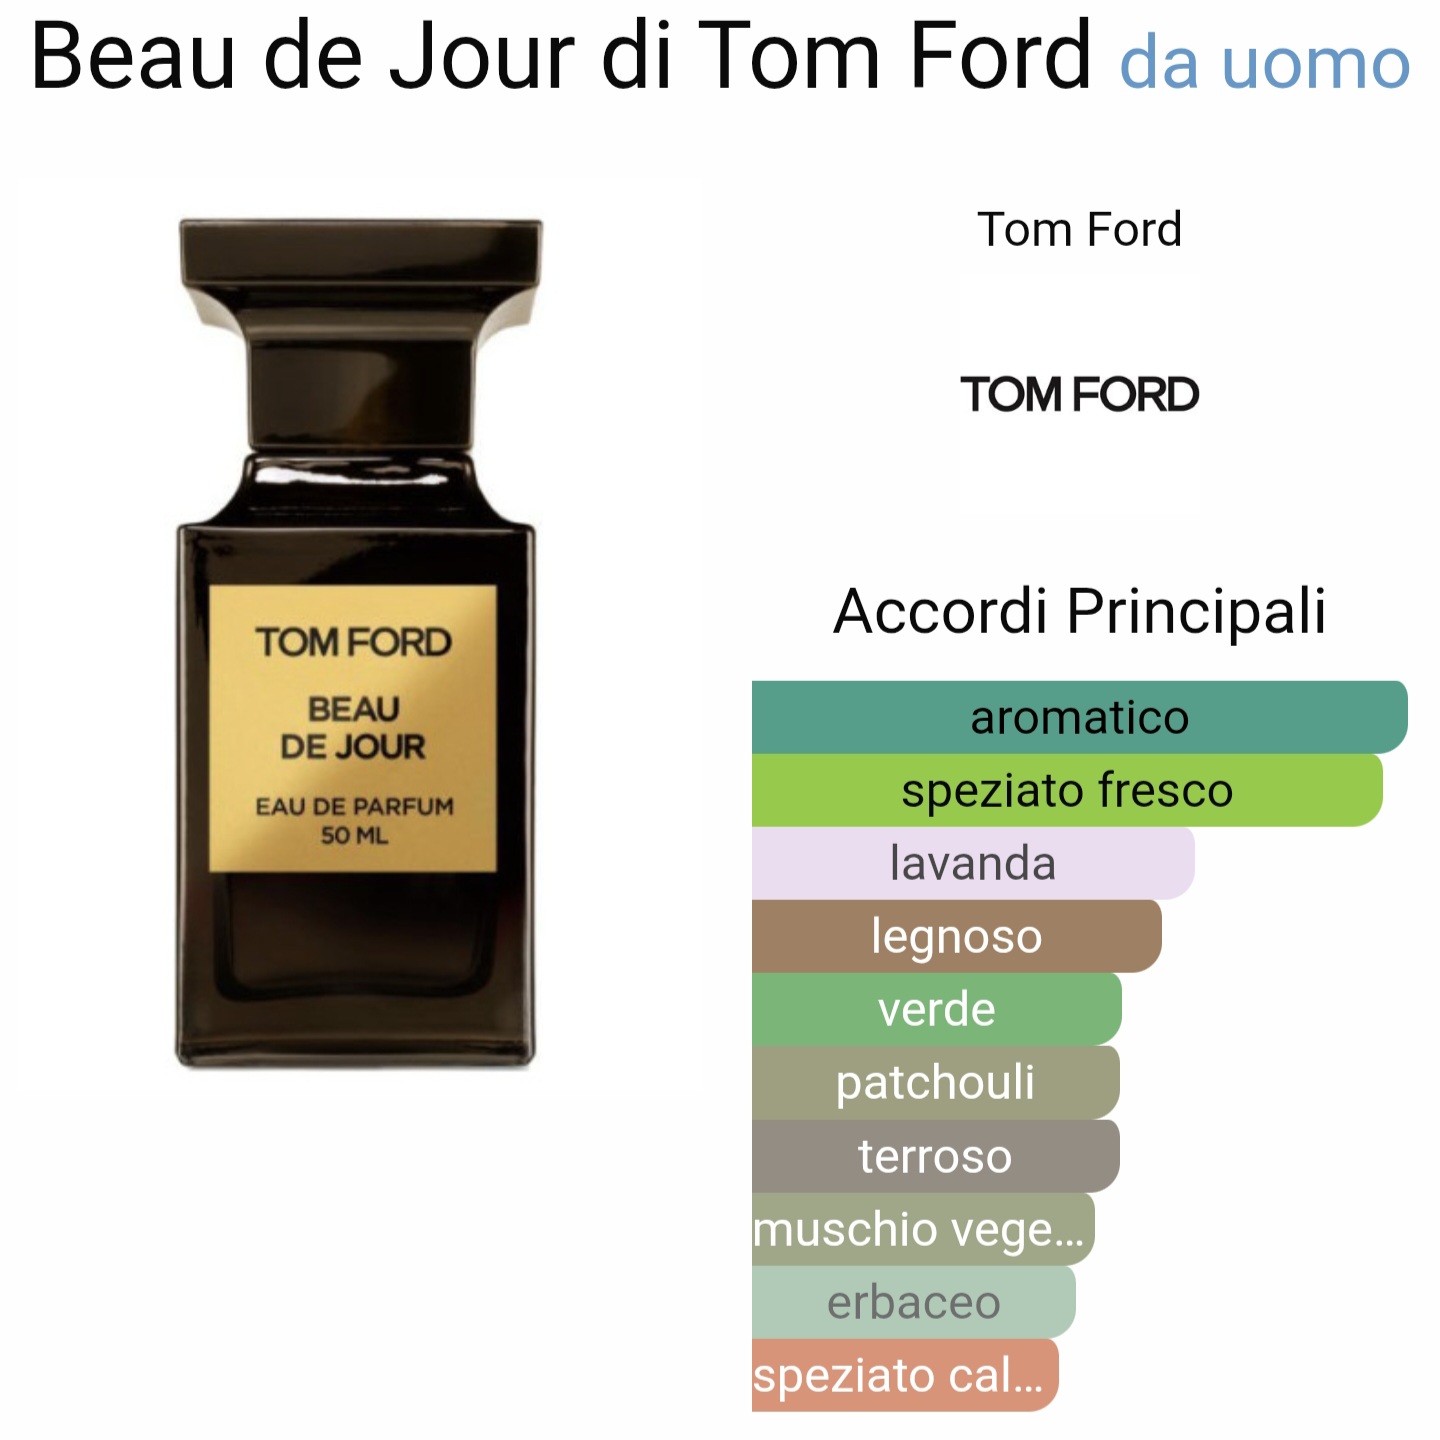 Beau de Jour di Tom Ford da uomo
Tom Ford
TOM FORD
TOM FORD
BEAU
DE JOUR
EAU DE PARFUM
50 ML
Accordi Principali
aromatico
speziato fresco
lavanda
legnoso
verde
patchouli
terroso
muschio vege...
erbaceo
speziato cal...